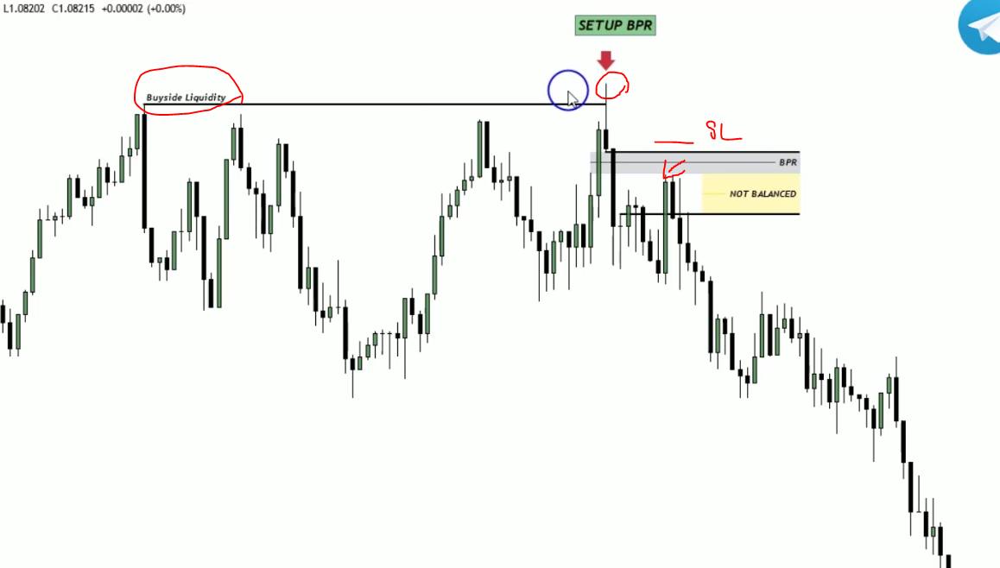 L1.08202 C1.08215 +0.00002 (+0.00%)
SETUP BPR
Buyside Liquidity
SL
BPR
NOT BALANCED